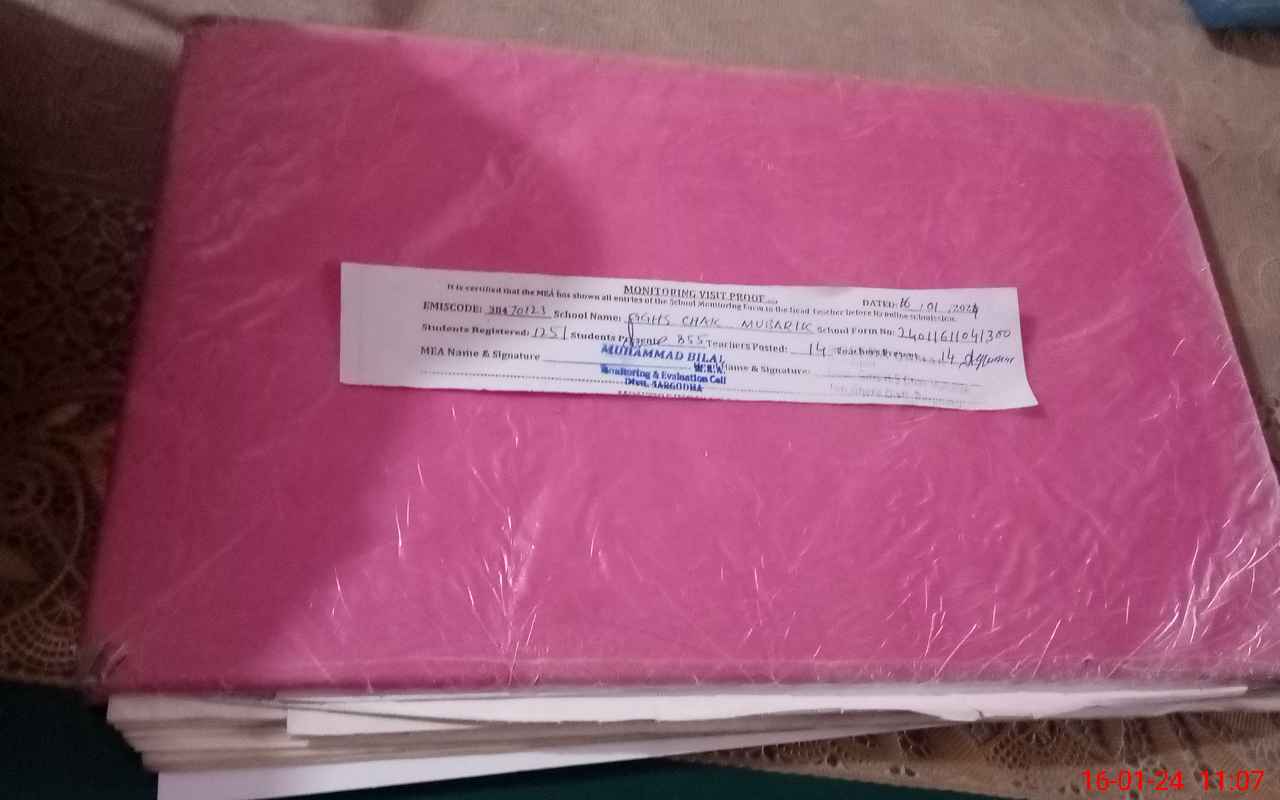 MONITORING VISIT PROOF
It is certified that the MEA has shown all entries of the School Monitoring Form to the Head Teacher before its online submission.
DATED: 16 / 01 / 2024
EMISCODE: 38470123 School Name: GGHS CHAK MUBARIK School Form No: 2401161041300
Students Registered: 1251 Students Present: 855 Teachers Posted: 14 Teachers Present: 14
MEA Name & Signature Name & Signature:
MUHAMMAD BILAL
M.E.A
Monitoring & Evaluation Cell
Distt. SARGODHA
16-01-24 11:07